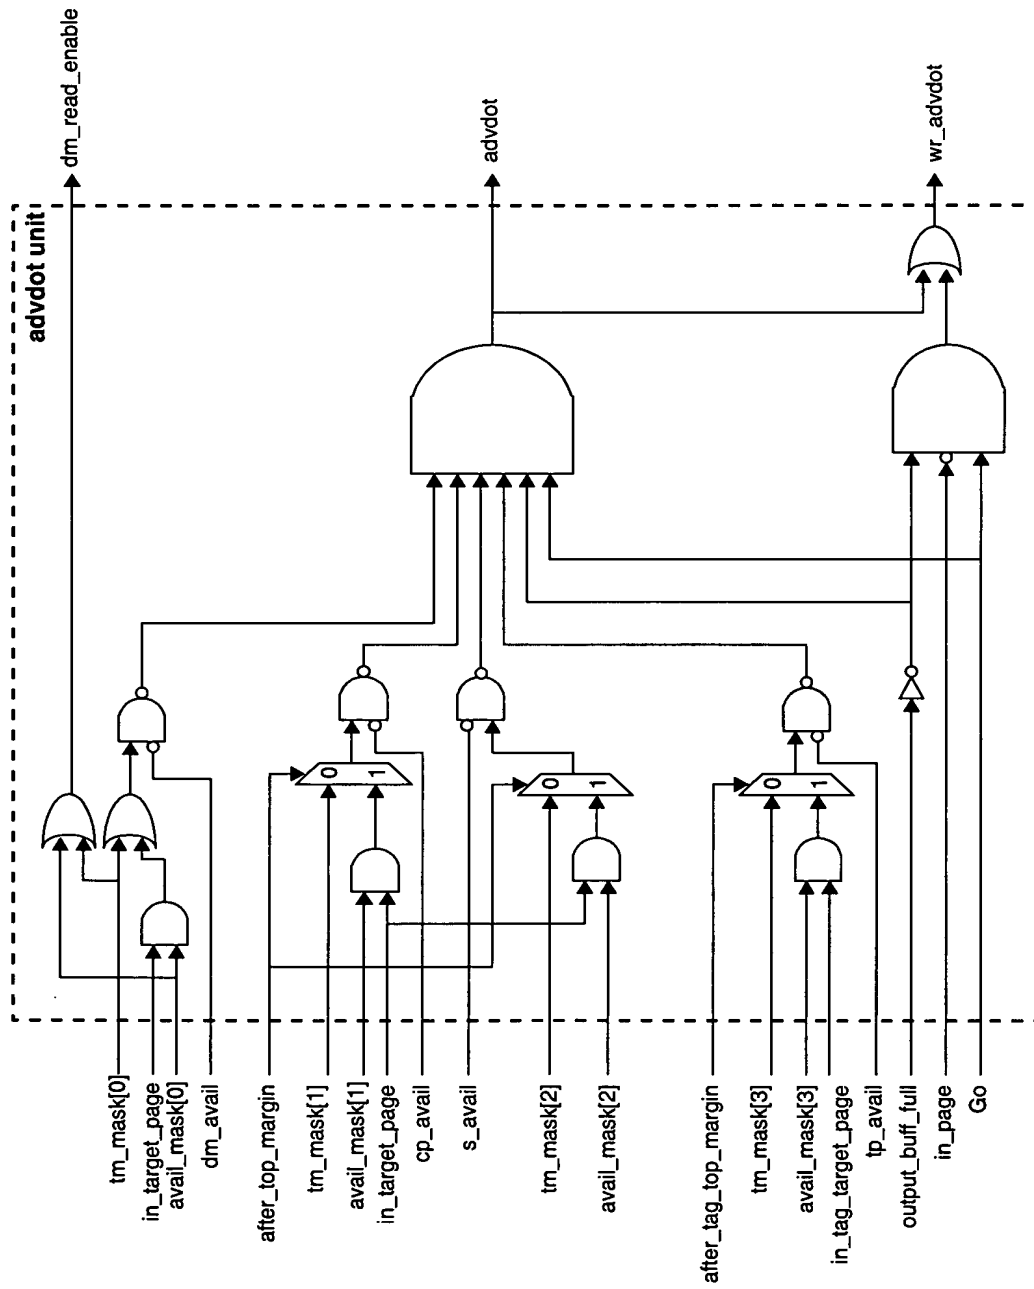 advdot unit
dm_read_enable
advdot
wr_advdot
tm_mask[0]
in_target_page
avail_mask[0]
dm_avail
after_top_margin
tm_mask[1]
avail_mask[1]
in_target_page
cp_avail
s_avail
tm_mask[2]
avail_mask[2]
after_tag_top_margin
tm_mask[3]
avail_mask[3]
in_tag_target_page
tp_avail
output_buff_full
in_page
Go
0
1
0
1
0
1